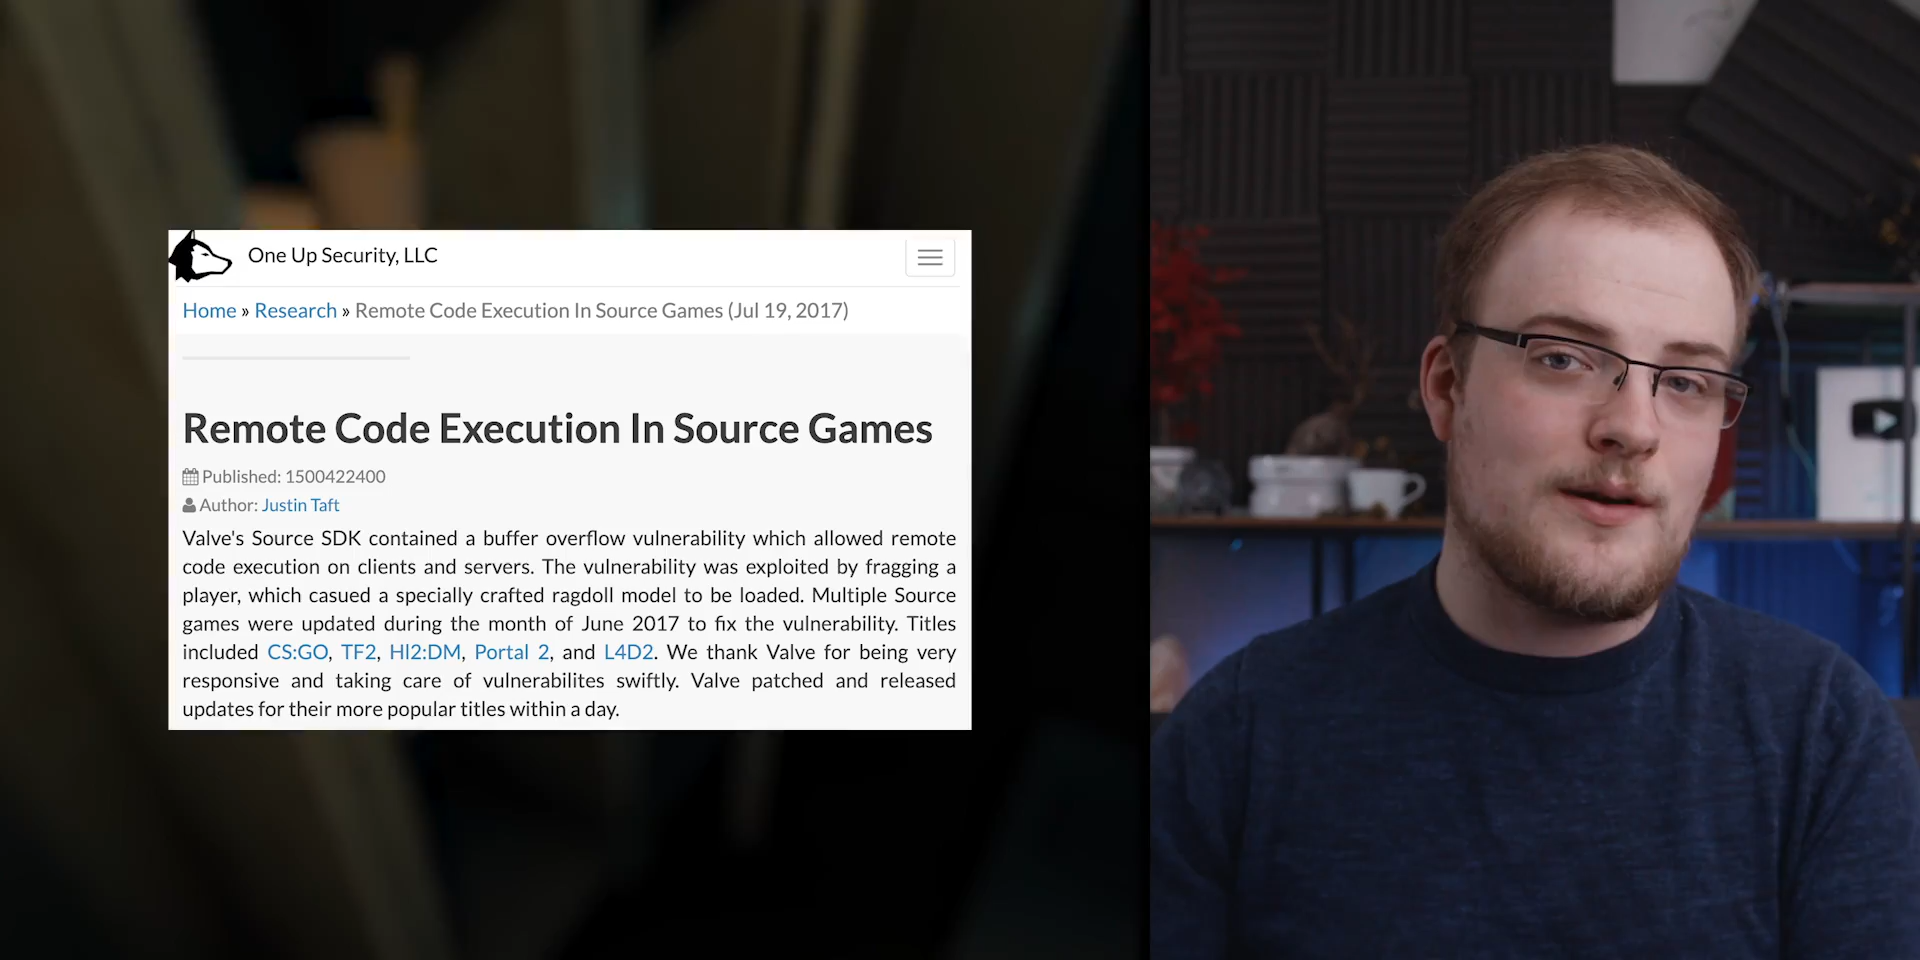 One Up Security, LLC
Home » Research » Remote Code Execution In Source Games (Jul 19, 2017)
Remote Code Execution In Source Games
Published: 1500422400
Author: Justin Taft
Valve's Source SDK contained a buffer overflow vulnerability which allowed remote
code execution on clients and servers. The vulnerability was exploited by fragging a
player, which casued a specially crafted ragdoll model to be loaded. Multiple Source
games were updated during the month of June 2017 to fix the vulnerability. Titles
included CS:GO, TF2, Hl2:DM, Portal 2, and L4D2. We thank Valve for being very
responsive and taking care of vulnerabilites swiftly. Valve patched and released
updates for their more popular titles within a day.